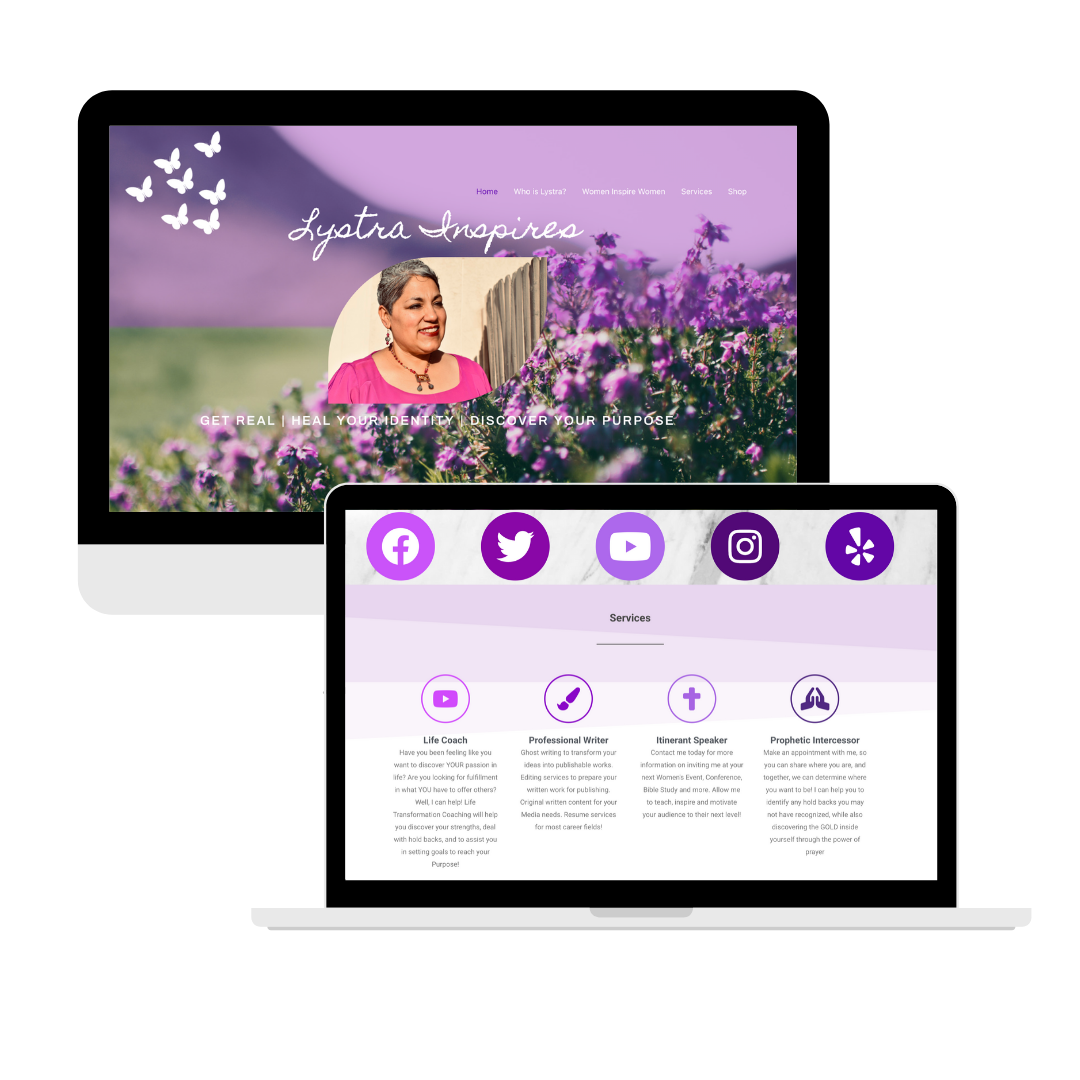 Home Who is Lystra? Women Inspire Women Services Shop
Lystra Inspires
GET REAL | HEAL YOUR IDENTITY | DISCOVER YOUR PURPOSE
Services
Life Coach
Have you been feeling like you
want to discover YOUR passion in
life? Are you looking for fulfillment
in what YOU have to offer others?
Well, I can help! Life
Transformation Coaching will help
you discover your strengths, deal
with hold backs, and to assist you
in setting goals to reach your
Purpose!
Professional Writer
Ghost writing to transform your
ideas into publishable works.
Editing services to prepare your
written work for publishing.
Original written content for your
Media needs. Resume services
for most career fields!
Itinerant Speaker
Contact me today for more
information on inviting me at your
next Women's Event, Conference,
Bible Study and more. Allow me
to teach, inspire and motivate
your audience to their next level!
Prophetic Intercessor
Make an appointment with me, so
you can share where you are, and
together, we can determine where
you want to be! I can help you to
identify any hold backs you may
not have recognized, while also
discovering the GOLD inside
yourself through the power of
prayer